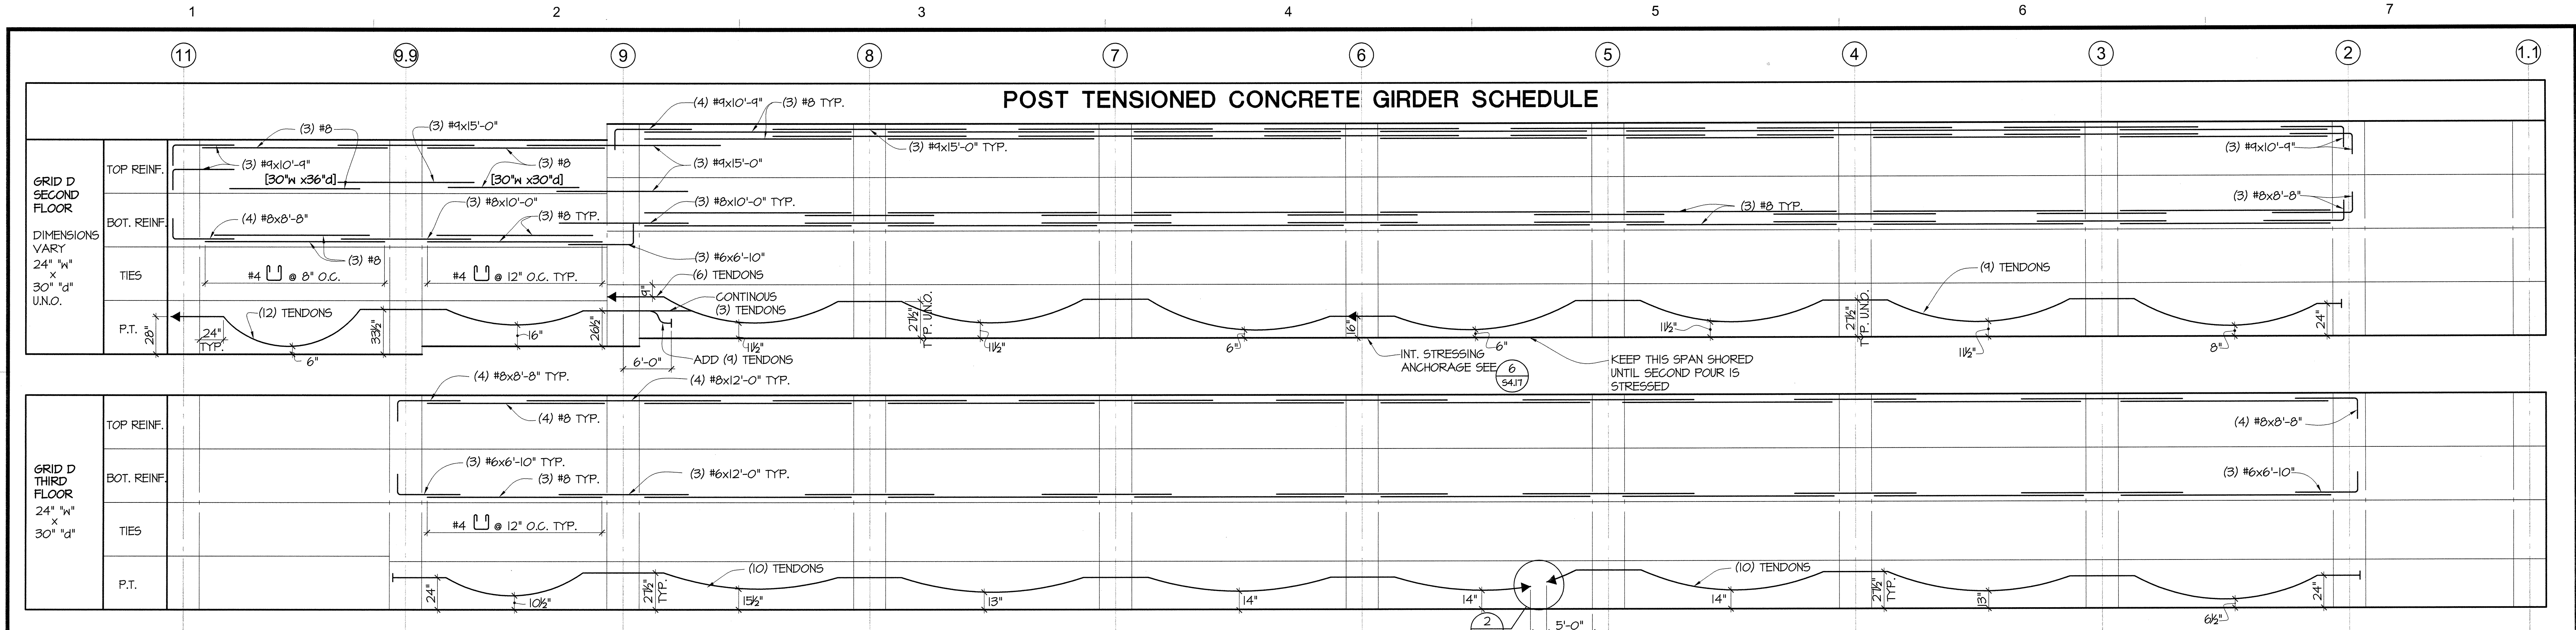 1 2 3 4 5 6 7
11 9.9 9 8 7 6 5 4 3 2 1.1
POST TENSIONED CONCRETE GIRDER SCHEDULE
GRID D
SECOND
FLOOR
DIMENSIONS
VARY
24" "w"
x
30" "d"
U.N.O.
TOP REINF.
(3) #8
(3) #9x15'-0"
(4) #9x10'-9"
(3) #8 TYP.
(3) #9x10'-9"
[30"w x36"d]
(3) #8
[30"w x30"d]
(3) #9x15'-0"
(3) #9x15'-0" TYP.
(3) #9x10'-9"
BOT. REINF.
(4) #8x8'-8"
(3) #8x10'-0"
(3) #8 TYP.
(3) #8x10'-0" TYP.
(3) #8 TYP.
(3) #8x8'-8"
(3) #8
(3) #6x6'-10"
TIES
#4 @ 8" O.C.
#4 @ 12" O.C. TYP.
P.T.
28"
24"
TYP.
(12) TENDONS
6"
33½"
16"
26½"
9"
(6) TENDONS
CONTINOUS
(3) TENDONS
6'-0"
ADD (9) TENDONS
11½"
27½"
TYP. U.N.O.
11½"
6"
16"
INT. STRESSING
ANCHORAGE SEE
6
S4.17
6"
KEEP THIS SPAN SHORED
UNTIL SECOND POUR IS
STRESSED
11½"
27½"
TYP. U.N.O.
(9) TENDONS
11½"
8"
24"
GRID D
THIRD
FLOOR
24" "w"
x
30" "d"
TOP REINF.
(4) #8x8'-8" TYP.
(4) #8x12'-0" TYP.
(4) #8 TYP.
(4) #8x8'-8"
BOT. REINF.
(3) #6x6'-10" TYP.
(3) #8 TYP.
(3) #6x12'-0" TYP.
(3) #6x6'-10"
TIES
#4 @ 12" O.C. TYP.
P.T.
24"
10½"
27½"
TYP.
(10) TENDONS
15½"
13"
14"
14"
2
5'-0"
(10) TENDONS
14"
27½"
TYP.
13"
6½"
24"